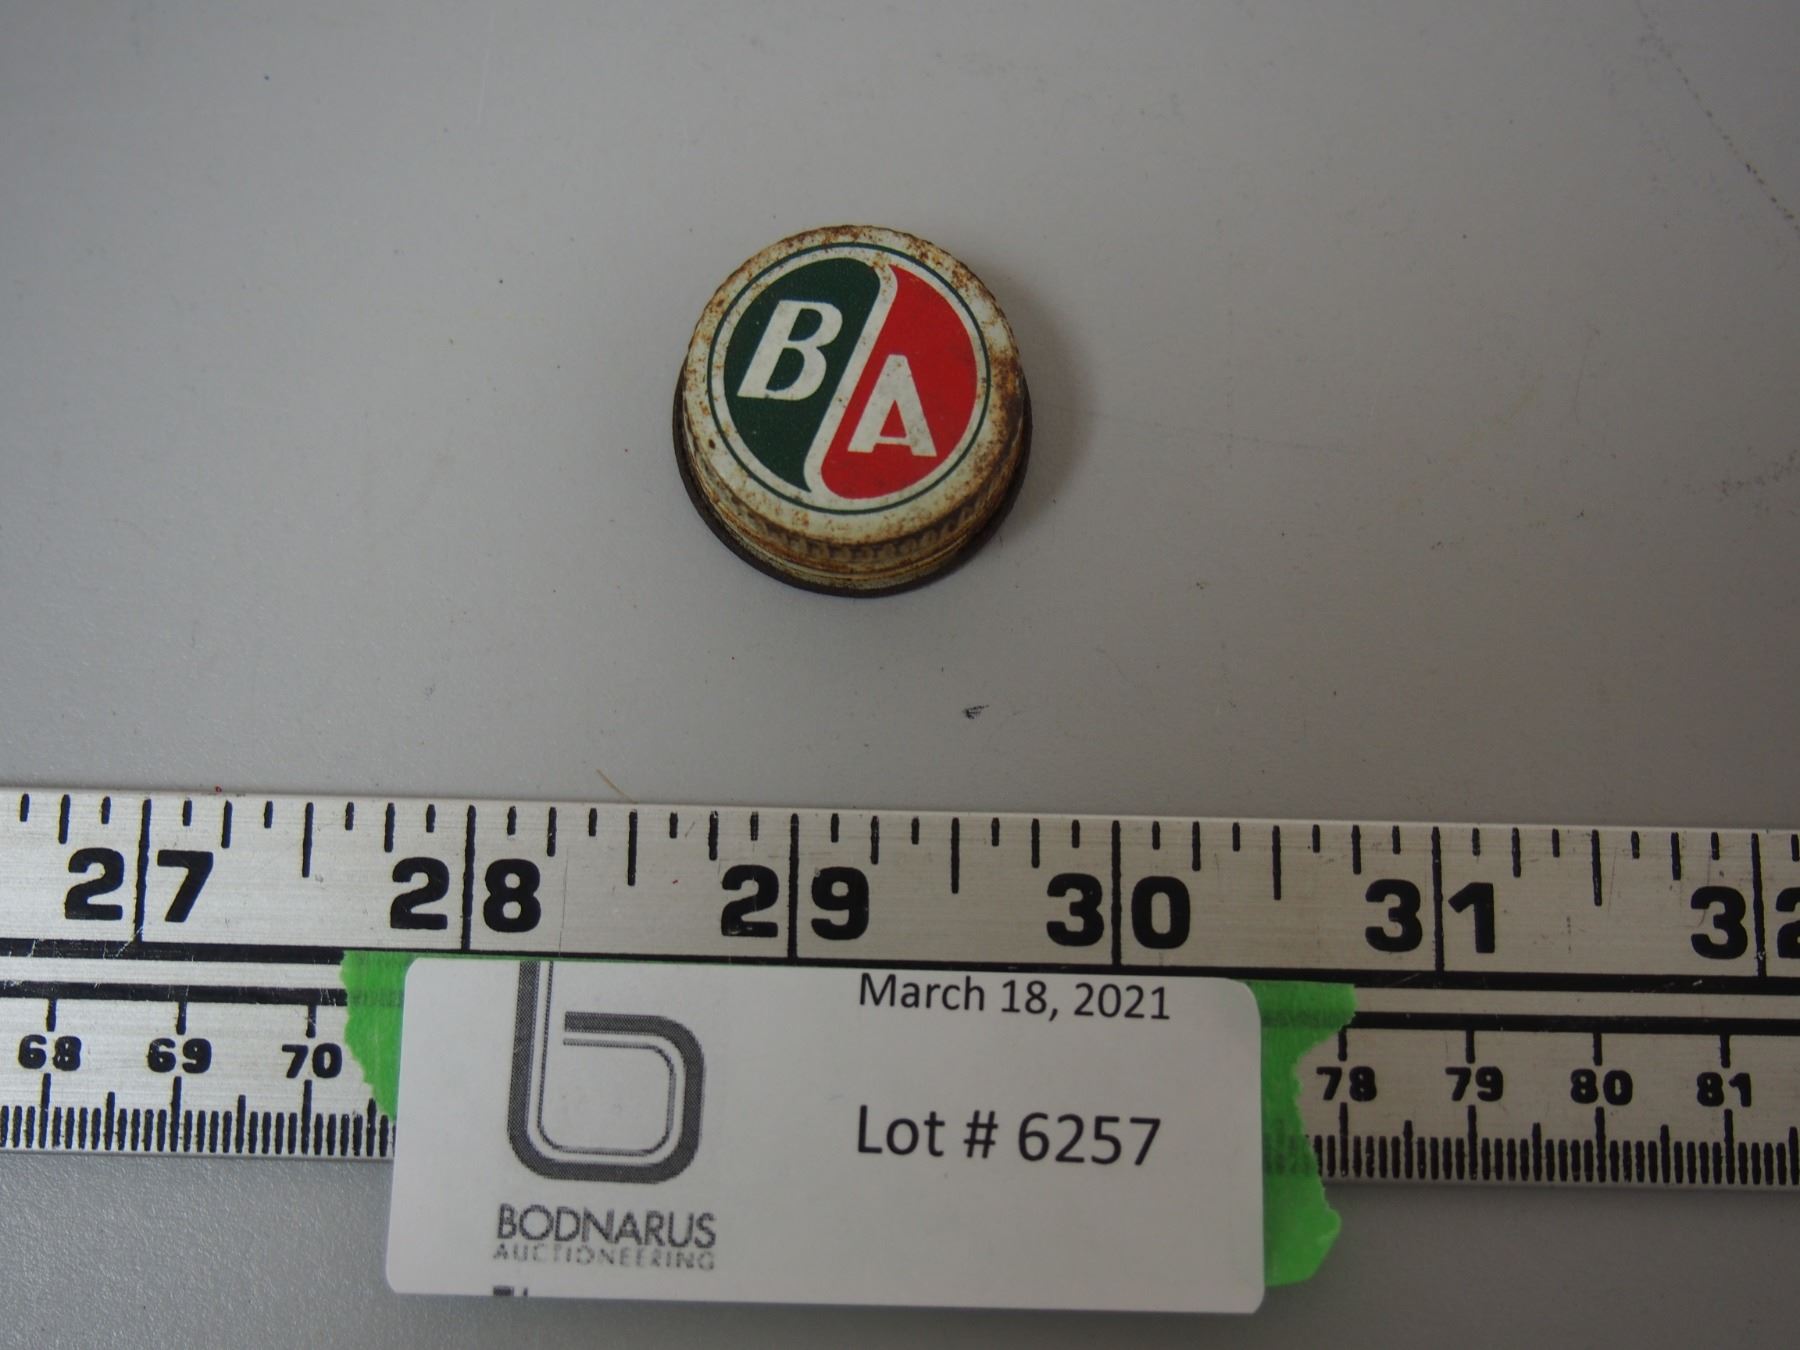 B A
27 28 29 30 31 32
68 69 70 78 79 80 81
March 18, 2021
Lot # 6257
BODNARUS
AUCTIONEERING